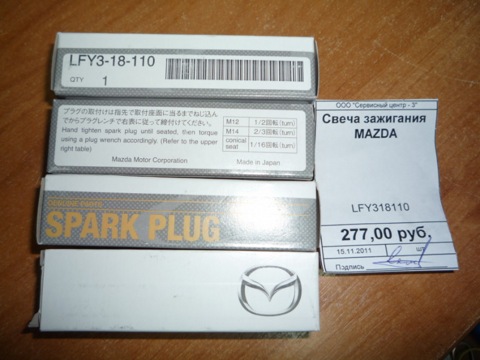 LFY3-18-110
QTY 1
プラグの取付けは指先で取付座面に当るまでねじ込ん
でからプラグレンチで右表に従って締付けてください。
Hand tighten spark plug until seated, then torque
using a plug wrench accordingly. (Refer to the upper
right table)
M12 1/2回転(turn)
M14 2/3回転(turn)
conical seat 1/16回転(turn)
Mazda Motor Corporation
Made in Japan
GENUINE PARTS
SPARK PLUG
ООО "Сервисный центр - 3"
Свеча зажигания
MAZDA
LFY318110
277,00 руб,
15.11.2011
шт
Подпись